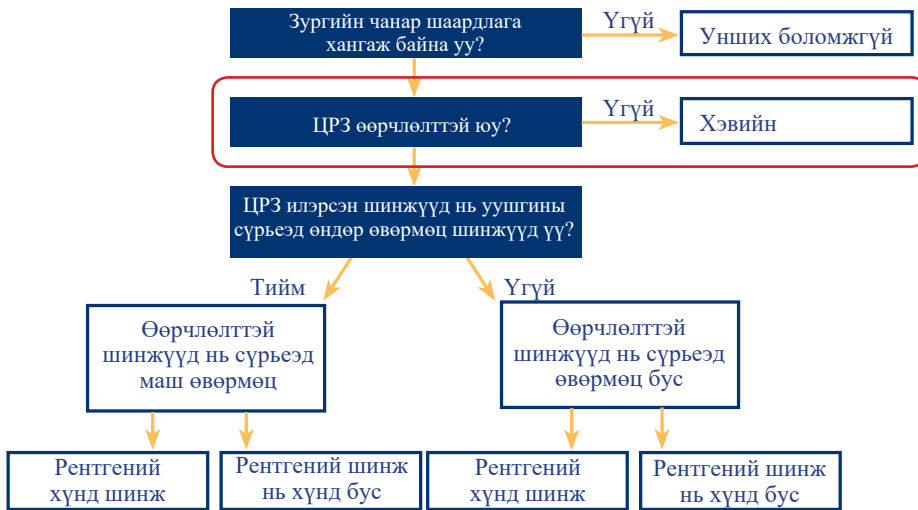 Зургийн чанар шаардлага
хангаж байна уу?
Үгүй
Унших боломжгүй
ЦРЗ өөрчлөлттэй юу?
Үгүй
Хэвийн
ЦРЗ илэрсэн шинжүүд нь уушгины
сүрьеэд өндөр өвөрмөц шинжүүд үү?
Тийм
Үгүй
Өөрчлөлттэй
шинжүүд нь сүрьеэд
маш өвөрмөц
Өөрчлөлттэй
шинжүүд нь сүрьеэд
өвөрмөц бус
Рентгений
хүнд шинж
Рентгений шинж
нь хүнд бус
Рентгений
хүнд шинж
Рентгений шинж
нь хүнд бус